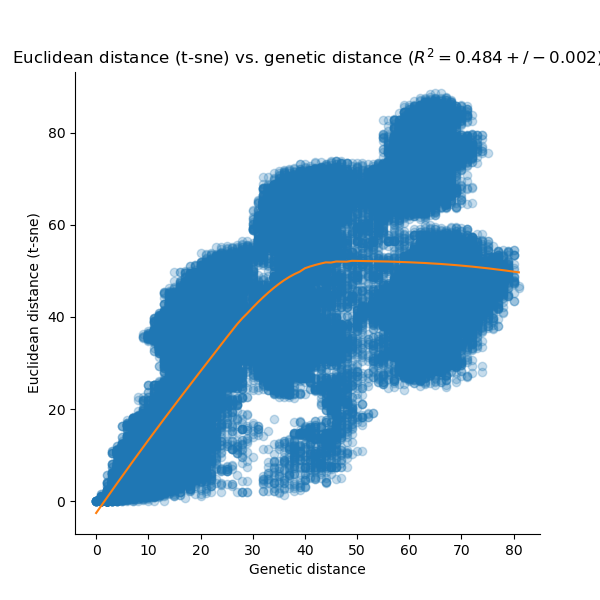 Euclidean distance (t-sne) vs. genetic distance (R² = 0.484 + / − 0.002)
80
60
40
20
0
Euclidean distance (t-sne)
0 10 20 30 40 50 60 70 80
Genetic distance